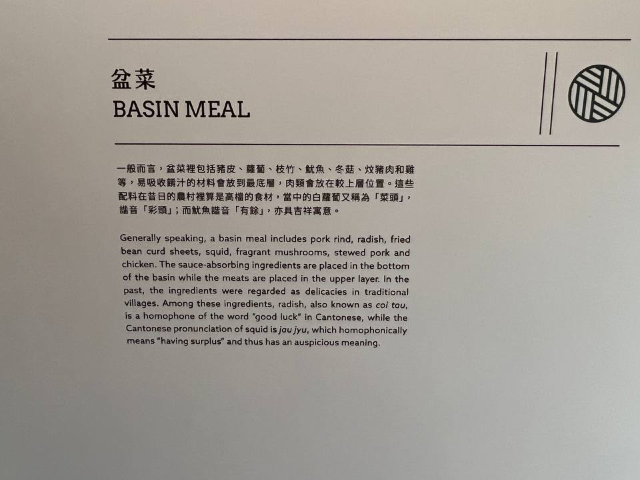 盆菜
BASIN MEAL
一般而言，盆菜裡包括豬皮、蘿蔔、枝竹、魷魚、冬菇、炆豬肉和雞
等，易吸收餸汁的材料會放到最底層，肉類會放在較上層位置。這些
配料在昔日的農村裡算是高檔的食材，當中的白蘿蔔又稱為「菜頭」，
諧音「彩頭」；而魷魚諧音「有餘」，亦具吉祥寓意。
Generally speaking, a basin meal includes pork rind, radish, fried
bean curd sheets, squid, fragrant mushrooms, stewed pork and
chicken. The sauce-absorbing ingredients are placed in the bottom
of the basin while the meats are placed in the upper layer. In the
past, the ingredients were regarded as delicacies in traditional
villages. Among these ingredients, radish, also known as coi tau,
is a homophone of the word "good luck" in Cantonese, while the
Cantonese pronunciation of squid is jau jyu, which homophonically
means "having surplus" and thus has an auspicious meaning.